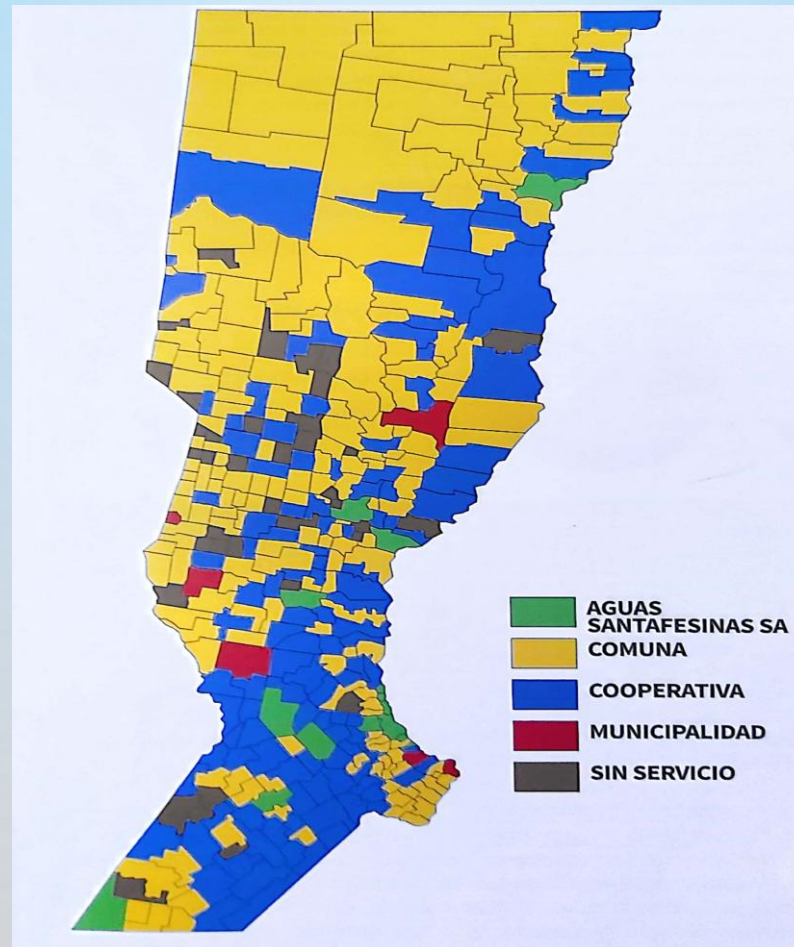 AGUAS
SANTAFESINAS SA
COMUNA
COOPERATIVA
MUNICIPALIDAD
SIN SERVICIO